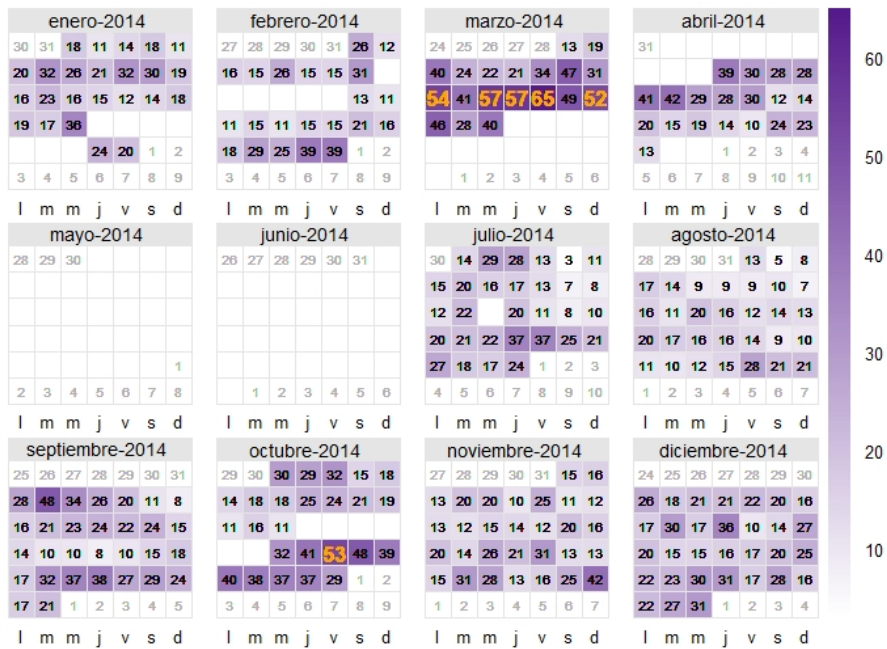 enero-2014 febrero-2014 marzo-2014 abril-2014
30 31 18 11 14 18 11 27 28 29 30 31 26 12 24 25 26 27 28 13 19 31
20 32 26 21 32 30 19 16 15 26 15 15 31 40 24 22 21 34 47 31 39 30 28 28
16 23 16 15 12 14 18 13 11 54 41 57 57 65 49 52 41 42 29 28 30 12 14
19 17 36 11 15 11 15 15 21 16 46 28 40 20 15 19 14 10 24 23
24 20 1 2 18 29 25 39 39 1 2 13 1 2 3 4
3 4 5 6 7 8 9 3 4 5 6 7 8 9 1 2 3 4 5 6 5 6 7 8 9 10 11
l m m j v s d l m m j v s d l m m j v s d l m m j v s d
mayo-2014 junio-2014 julio-2014 agosto-2014
28 29 30 26 27 28 29 30 31 30 14 29 28 13 3 11 28 29 30 31 13 5 8
15 20 16 17 13 7 8 17 14 9 9 9 10 7
12 22 20 11 8 10 16 11 20 16 12 14 13
20 21 22 37 37 25 21 20 17 16 16 14 9 10
1 27 18 17 24 1 2 3 11 10 12 15 28 21 21
2 3 4 5 6 7 8 1 2 3 4 5 6 4 5 6 7 8 9 10 1 2 3 4 5 6 7
l m m j v s d l m m j v s d l m m j v s d l m m j v s d
septiembre-2014 octubre-2014 noviembre-2014 diciembre-2014
25 26 27 28 29 30 31 29 30 30 29 32 15 18 27 28 29 30 31 15 16 24 25 26 27 28 29 30
28 48 34 26 20 11 8 14 18 18 25 24 21 19 13 20 20 10 25 11 12 26 18 21 21 22 20 16
16 21 23 24 22 24 15 11 16 11 13 12 15 14 12 20 16 17 30 17 36 10 14 27
14 10 10 8 10 15 18 32 41 53 48 39 20 14 26 21 31 13 13 20 15 15 16 17 20 25
17 32 37 38 27 29 24 40 38 37 37 29 1 2 15 31 28 13 16 25 42 22 23 30 31 17 28 16
17 21 1 2 3 4 5 3 4 5 6 7 8 9 1 2 3 4 5 6 7 22 27 31 1 2 3 4
l m m j v s d l m m j v s d l m m j v s d l m m j v s d
60
50
40
30
20
10